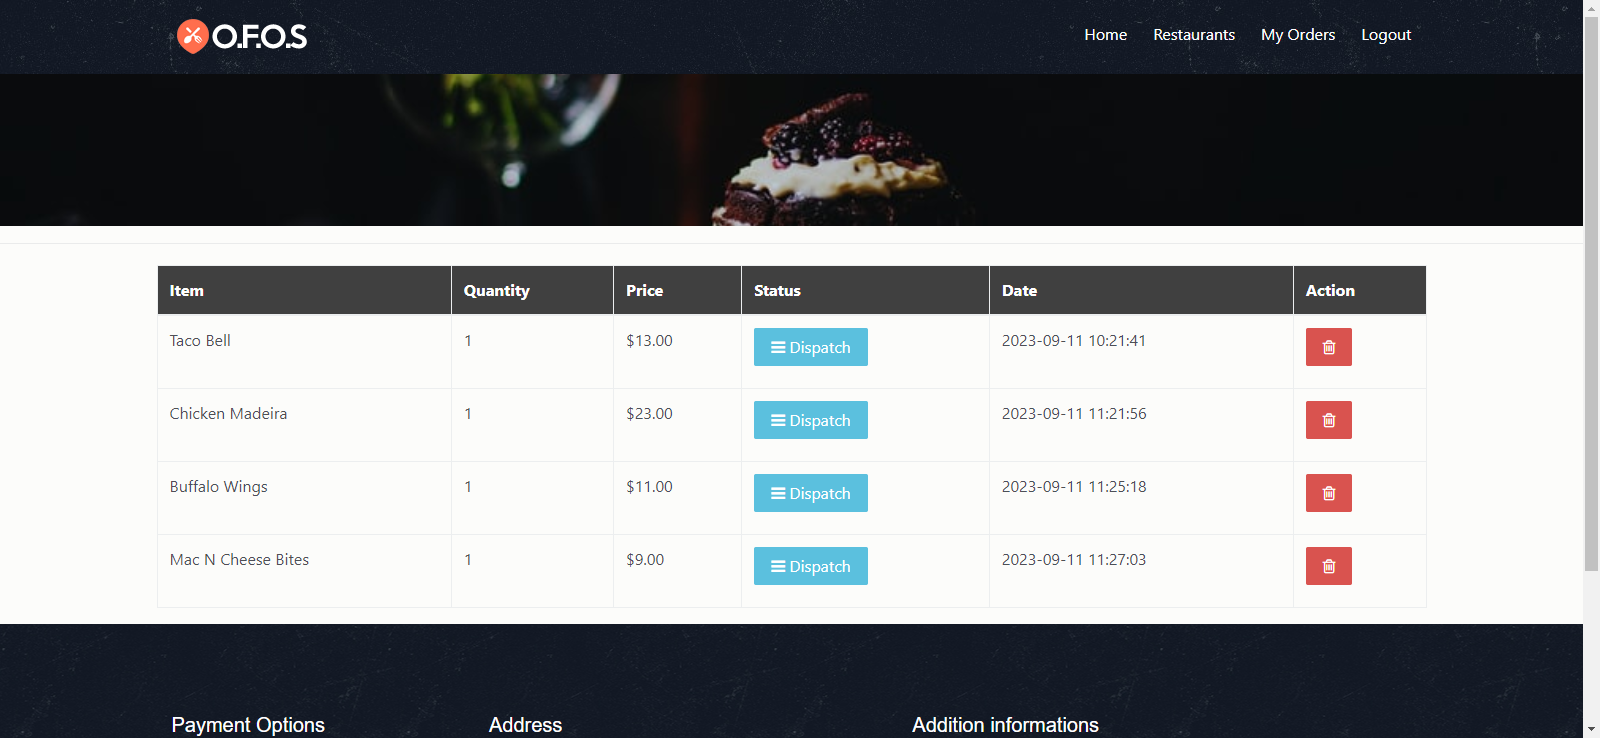 O.F.O.S
Home Restaurants My Orders Logout
Item Quantity Price Status Date Action
Taco Bell 1 $13.00 Dispatch 2023-09-11 10:21:41
Chicken Madeira 1 $23.00 Dispatch 2023-09-11 11:21:56
Buffalo Wings 1 $11.00 Dispatch 2023-09-11 11:25:18
Mac N Cheese Bites 1 $9.00 Dispatch 2023-09-11 11:27:03
Payment Options Address Addition informations